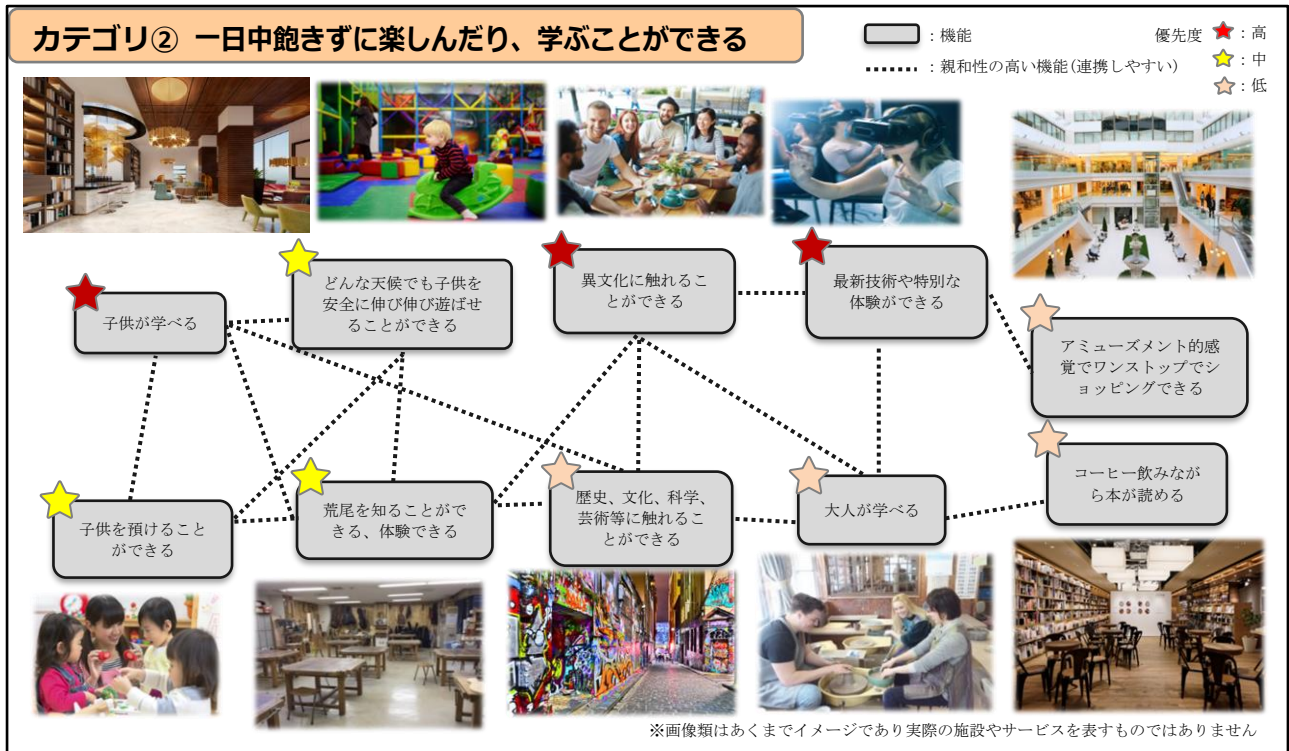 カテゴリ② 一日中飽きずに楽しんだり、学ぶことができる
：機能
：親和性の高い機能(連携しやすい)
優先度 ：高
：中
：低
子供が学べる
どんな天候でも子供を
安全に伸び伸び遊ばせ
ることができる
異文化に触れるこ
とができる
最新技術や特別な
体験ができる
アミューズメント的感
覚でワンストップでシ
ョッピングできる
子供を預けること
ができる
荒尾を知ることがで
きる、体験できる
歴史、文化、科学、
芸術等に触れるこ
とができる
大人が学べる
コーヒー飲みなが
ら本が読める
※画像類はあくまでイメージであり実際の施設やサービスを表すものではありません